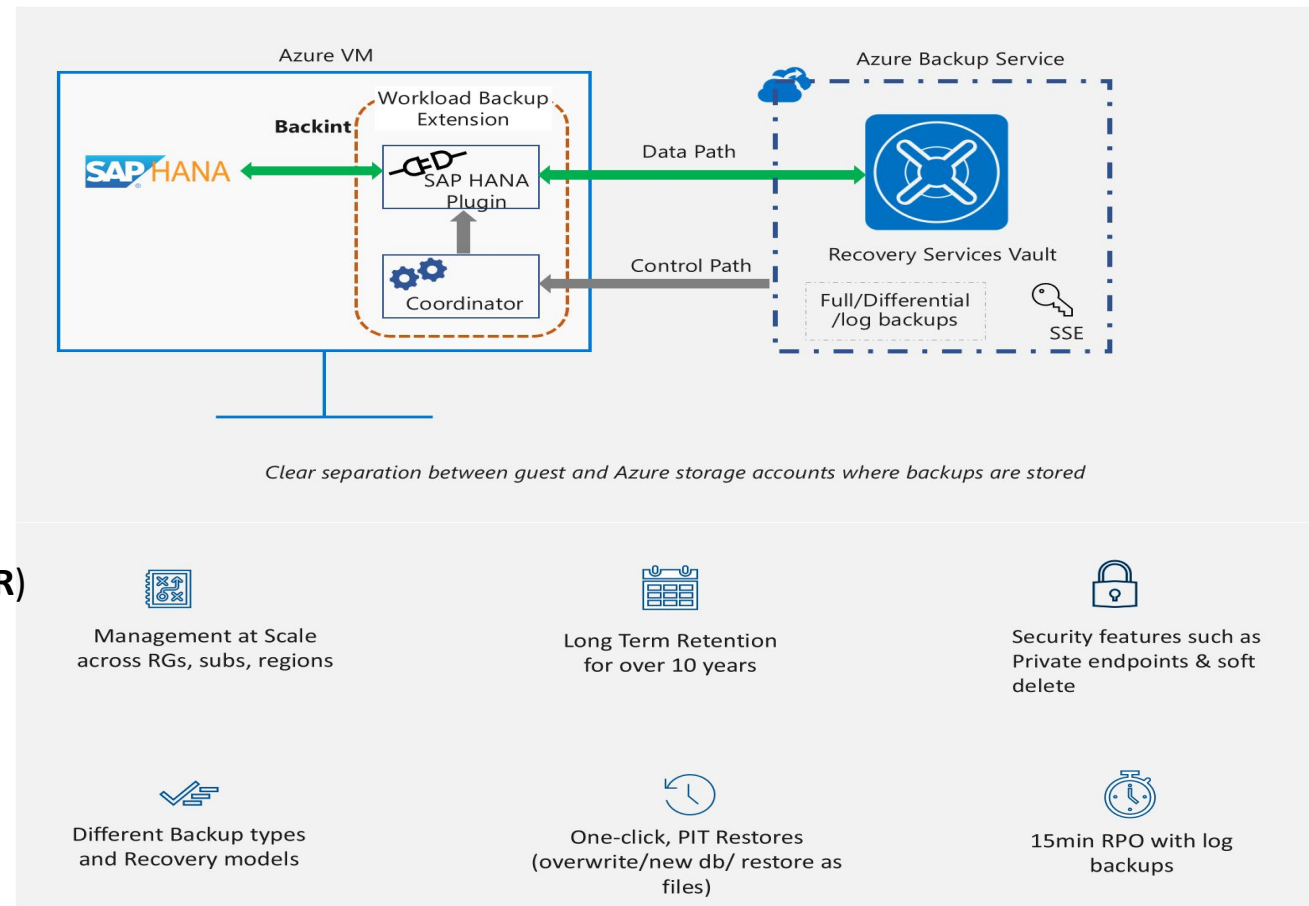 Azure VM
Azure Backup Service
Workload Backup
Extension
Backint
SAP HANA
®
SAP HANA
Plugin
Data Path
Coordinator
Control Path
Recovery Services Vault
Full/Differential
/log backups
SSE
Clear separation between guest and Azure storage accounts where backups are stored
R)
Management at Scale
across RGs, subs, regions
Long Term Retention
for over 10 years
Security features such as
Private endpoints & soft
delete
Different Backup types
and Recovery models
One-click, PIT Restores
(overwrite/new db/ restore as
files)
15min RPO with log
backups